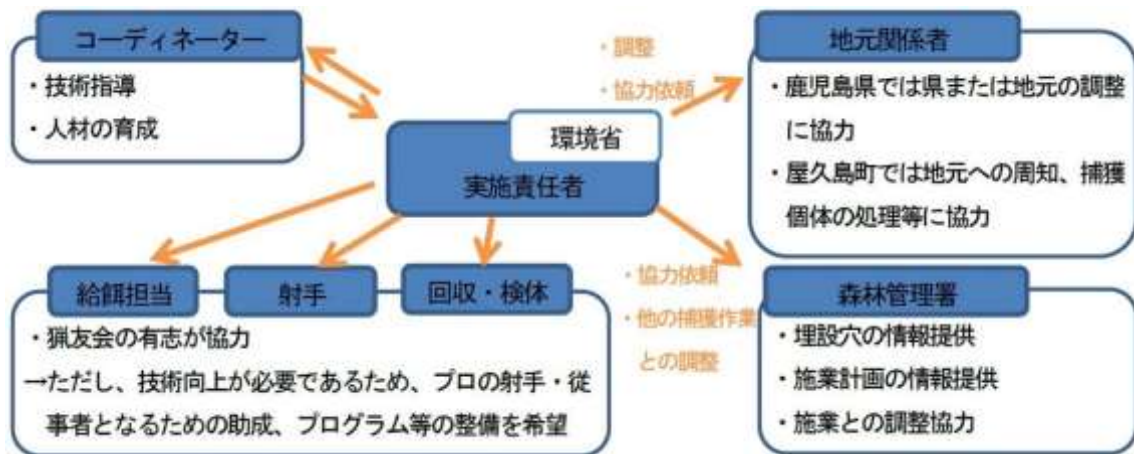 コーディネーター
・技術指導
・人材の育成
・調整
・協力依頼
地元関係者
・鹿児島県では県または地元の調整
に協力
・屋久島町では地元への周知、捕獲
個体の処理等に協力
環境省
実施責任者
給餌担当
射手
回収・検体
・猟友会の有志が協力
→ただし、技術向上が必要であるため、プロの射手・従
事者となるための助成、プログラム等の整備を希望
・協力依頼
・他の捕獲作業
との調整
森林管理署
・埋設穴の情報提供
・施業計画の情報提供
・施業との調整協力